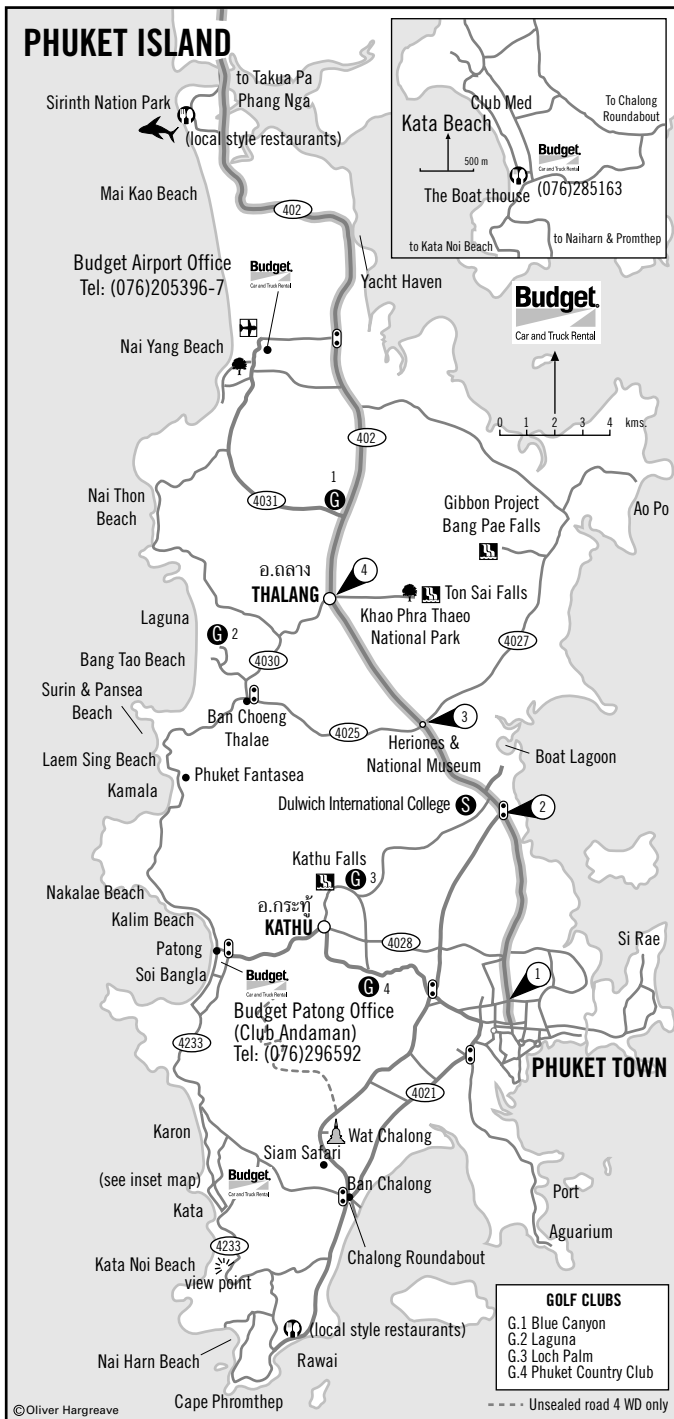 PHUKET ISLAND
to Takua Pa
Phang Nga
Sirinth Nation Park
(local style restaurants)
Mai Kao Beach
402
Budget Airport Office
Tel: (076)205396-7
Budget
Car and Truck Rental
Yacht Haven
Nai Yang Beach
Club Med
To Chalong
Roundabout
Kata Beach
500 m
Budget
Car and Truck Rental
The Boat thouse
(076)285163
to Kata Noi Beach
to Naiharn & Promthep
Budget
Car and Truck Rental
0 1 2 3 4 kms.
402
1
G
4031
Nai Thon
Beach
Gibbon Project
Bang Pae Falls
Ao Po
อ.ถลาง
THALANG
4
Ton Sai Falls
Khao Phra Thaeo
National Park
Laguna
G 2
4027
Bang Tao Beach
4030
Surin & Pansea
Beach
Ban Choeng
Thalae
4025
3
Heriones &
National Museum
Boat Lagoon
Laem Sing Beach
Kamala
Phuket Fantasea
Dulwich International College
S
2
Kathu Falls
G 3
Nakalae Beach
อ.กระทู้
KATHU
Kalim Beach
4028
Si Rae
Patong
Soi Bangla
Budget
Car and Truck Rental
G 4
1
Budget Patong Office
(Club Andaman)
Tel: (076)296592
PHUKET TOWN
4233
4021
Karon
Wat Chalong
Siam Safari
(see inset map)
Budget
Car and Truck Rental
Ban Chalong
Port
Kata
Aguarium
4233
Chalong Roundabout
Kata Noi Beach
view point
(local style restaurants)
Nai Harn Beach
Rawai
Cape Phromthep
GOLF CLUBS
G.1 Blue Canyon
G.2 Laguna
G.3 Loch Palm
G.4 Phuket Country Club
©Oliver Hargreave
Unsealed road 4 WD only